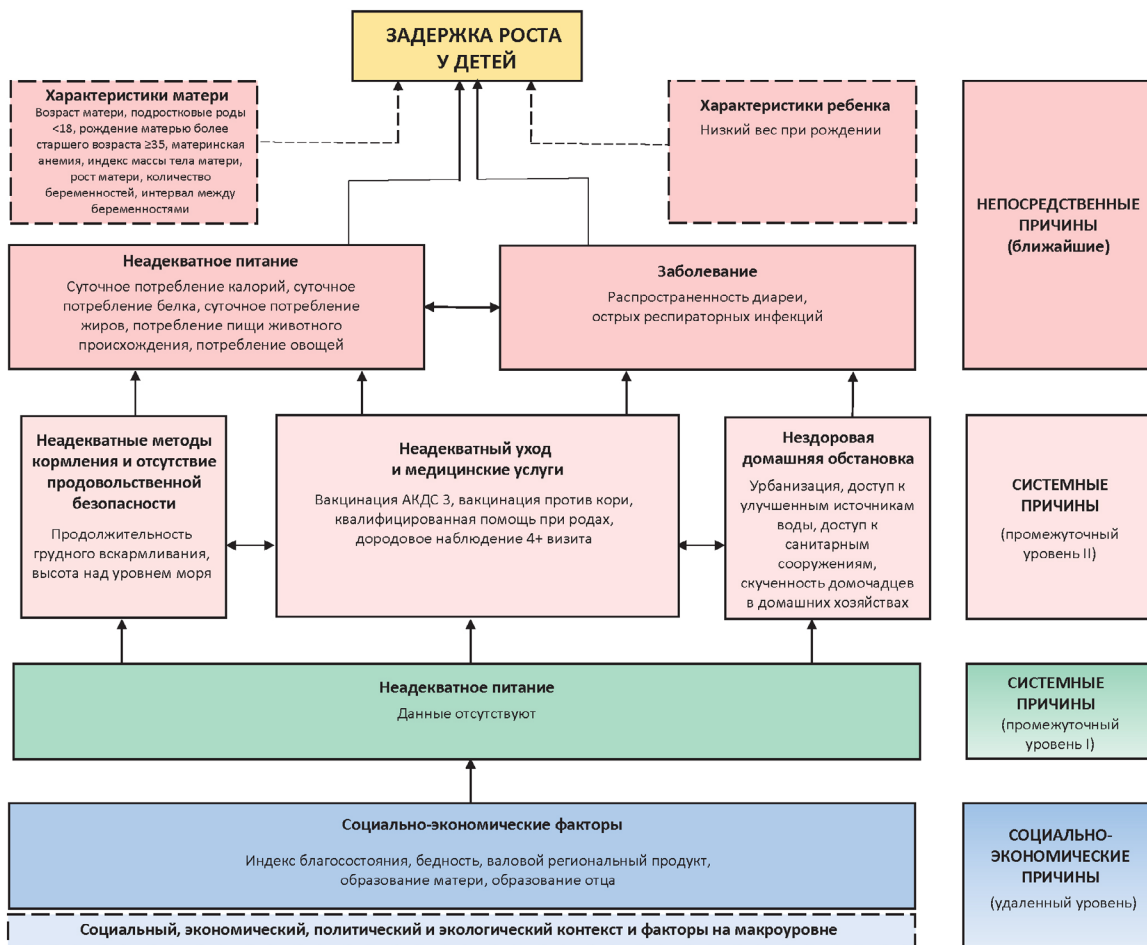 ЗАДЕРЖКА РОСТА
У ДЕТЕЙ
Характеристики матери
Возраст матери, подростковые роды
<18, рождение матерью более
старшего возраста ≥35, материнская
анемия, индекс массы тела матери,
рост матери, количество
беременностей, интервал между
беременностями
Характеристики ребенка
Низкий вес при рождении
НЕПОСРЕДСТВЕННЫЕ
ПРИЧИНЫ
(ближайшие)
Неадекватное питание
Суточное потребление калорий, суточное
потребление белка, суточное потребление
жиров, потребление пищи животного
происхождения, потребление овощей
Заболевание
Распространенность диареи,
острых респираторных инфекций
Неадекватные методы
кормления и отсутствие
продовольственной
безопасности
Продолжительность
грудного вскармливания,
высота над уровнем моря
Неадекватный уход
и медицинские услуги
Вакцинация АКДС 3, вакцинация против кори,
квалифицированная помощь при родах,
дородовое наблюдение 4+ визита
Нездоровая
домашняя обстановка
Урбанизация, доступ к
улучшенным источникам
воды, доступ к
санитарным
сооружениям,
скученность домочадцев
в домашних хозяйствах
СИСТЕМНЫЕ
ПРИЧИНЫ
(промежуточный
уровень II)
Неадекватное питание
Данные отсутствуют
СИСТЕМНЫЕ
ПРИЧИНЫ
(промежуточный
уровень I)
Социально-экономические факторы
Индекс благосостояния, бедность, валовой региональный продукт,
образование матери, образование отца
СОЦИАЛЬНО-
ЭКОНОМИЧЕСКИЕ
ПРИЧИНЫ
(удаленный уровень)
Социальный, экономический, политический и экологический контекст и факторы на макроуровне